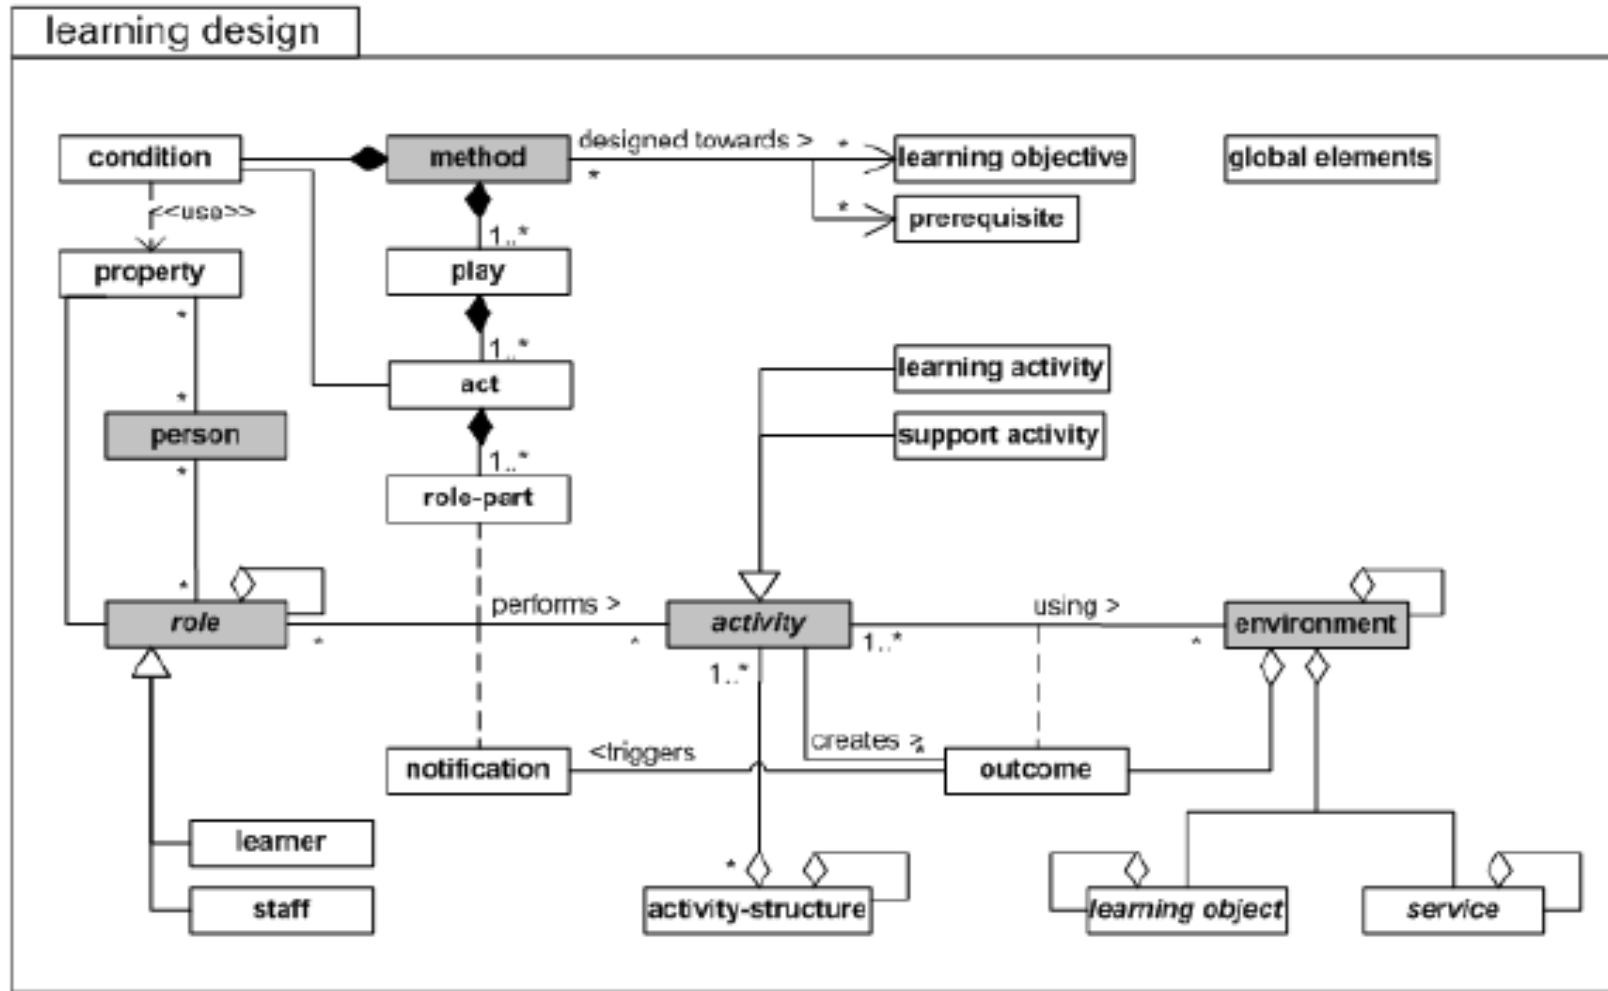 learning design
condition
method
designed towards >
*
*
learning objective
global elements
<<use>>
*
prerequisite
1..*
property
play
*
1..*
learning activity
act
*
person
support activity
*
1..*
role-part
*
role
performs >
*
*
activity
using >
1..*
*
environment
1..*
creates >
*
<triggers
notification
outcome
learner
*
staff
activity-structure
learning object
service